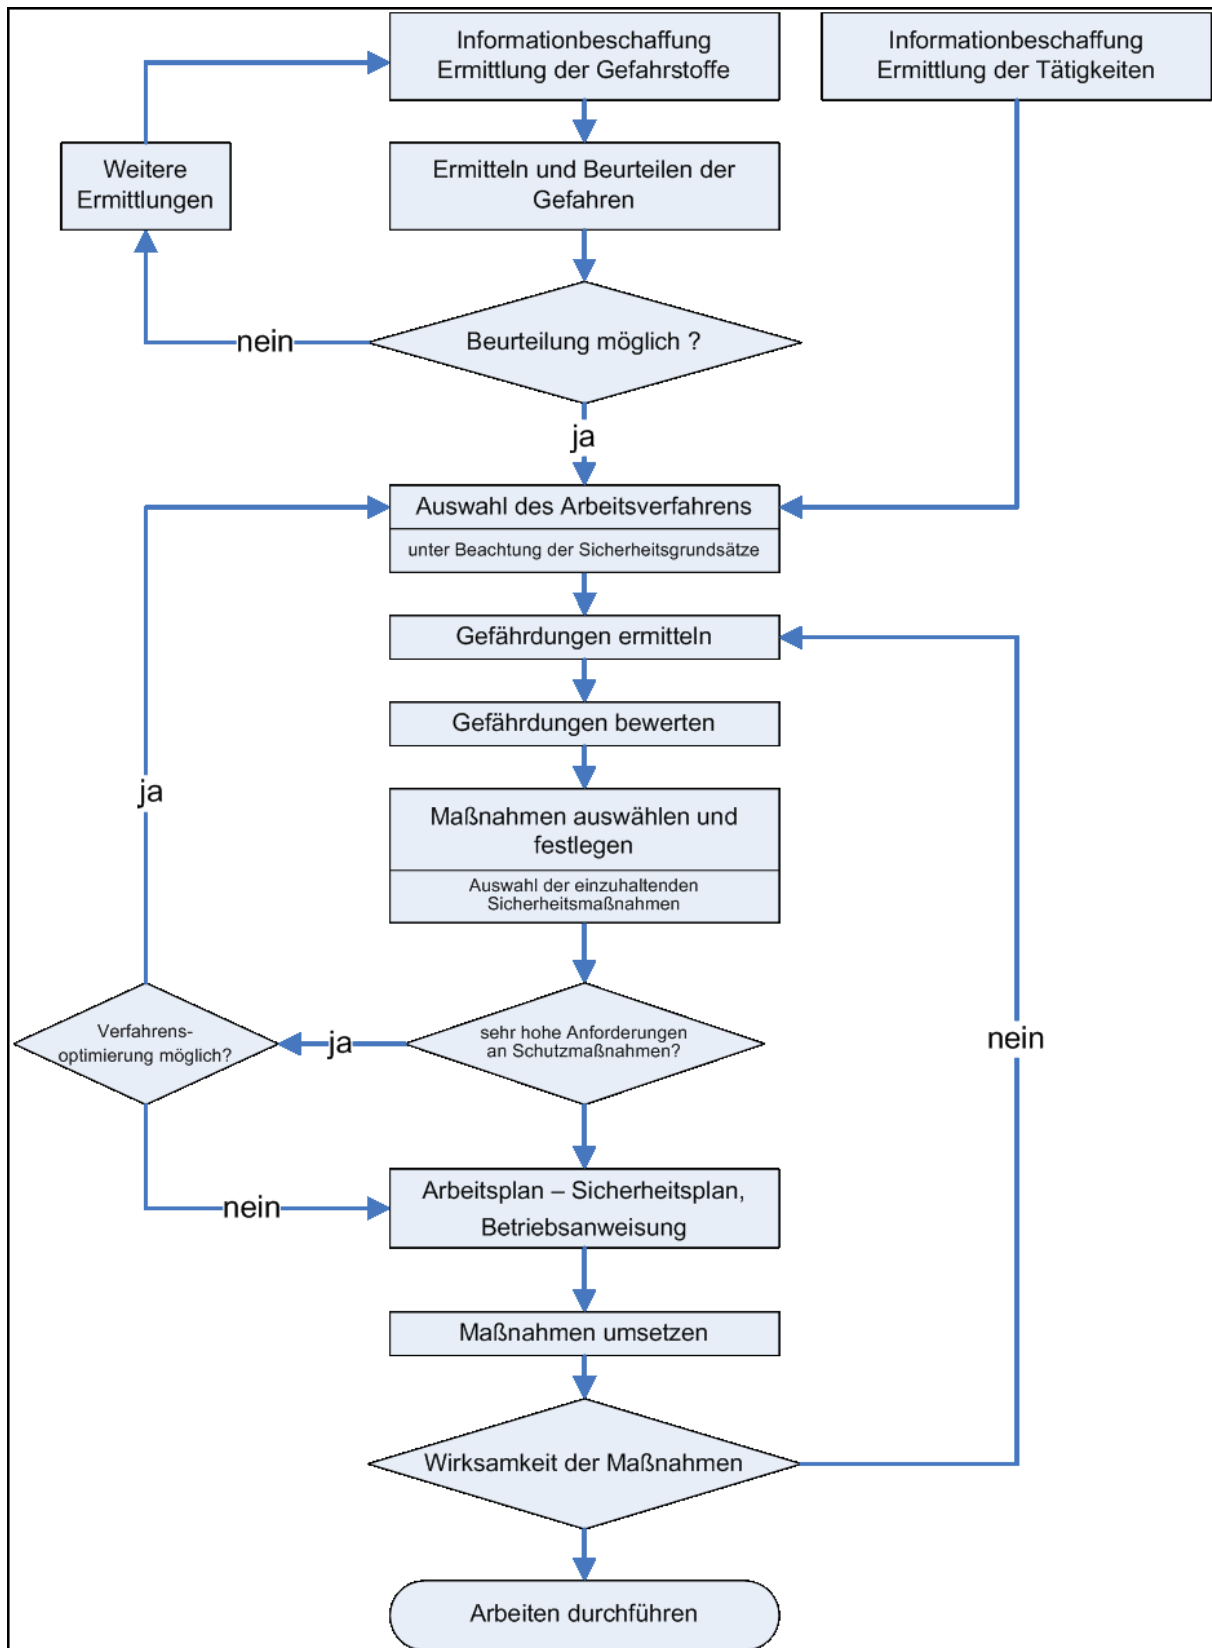 Informationbeschaffung
Ermittlung der Gefahrstoffe
Informationbeschaffung
Ermittlung der Tätigkeiten
Weitere
Ermittlungen
Ermitteln und Beurteilen der
Gefahren
Beurteilung möglich ?
nein
ja
Auswahl des Arbeitsverfahrens
unter Beachtung der Sicherheitsgrundsätze
Gefährdungen ermitteln
Gefährdungen bewerten
ja
Maßnahmen auswählen und
festlegen
Auswahl der einzuhaltenden
Sicherheitsmaßnahmen
Verfahrens-
optimierung möglich?
ja
sehr hohe Anforderungen
an Schutzmaßnahmen?
nein
nein
Arbeitsplan – Sicherheitsplan,
Betriebsanweisung
Maßnahmen umsetzen
Wirksamkeit der Maßnahmen
Arbeiten durchführen